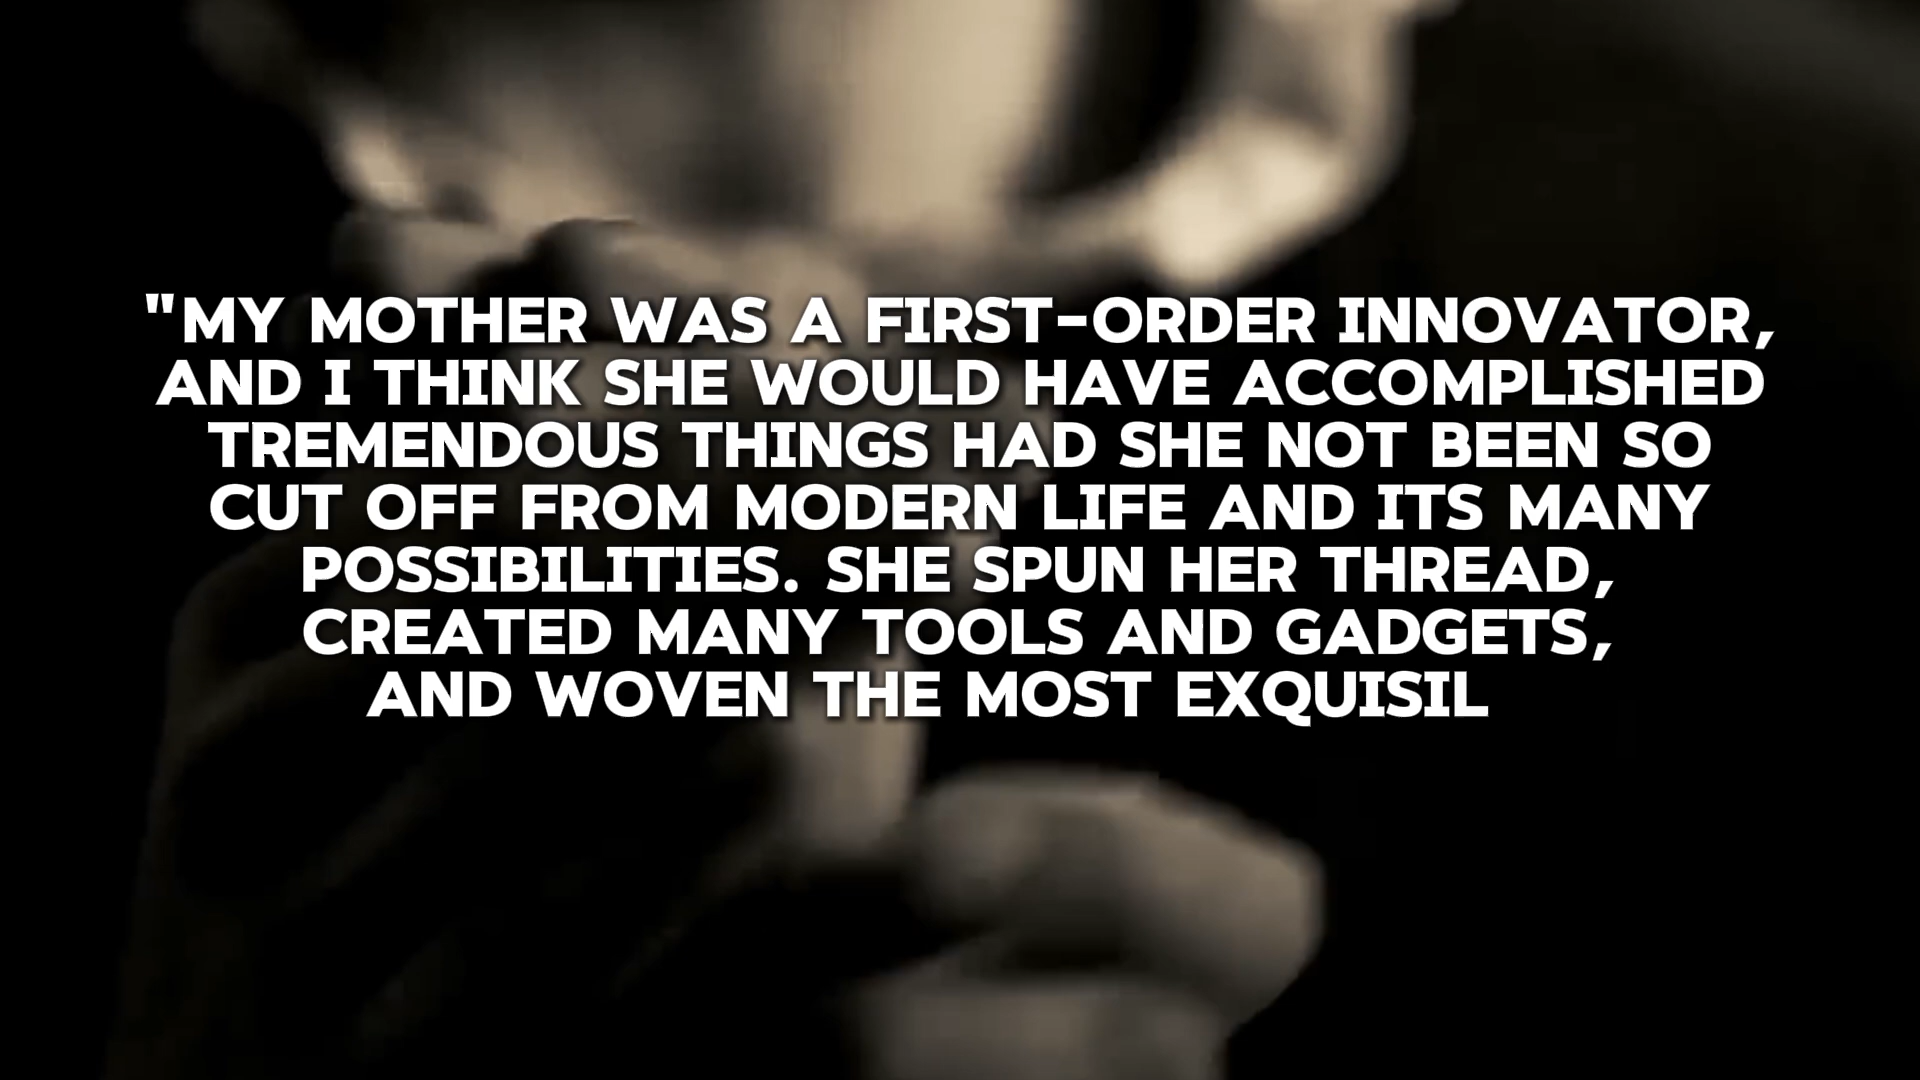 "MY MOTHER WAS A FIRST-ORDER INNOVATOR,
AND I THINK SHE WOULD HAVE ACCOMPLISHED
TREMENDOUS THINGS HAD SHE NOT BEEN SO
CUT OFF FROM MODERN LIFE AND ITS MANY
POSSIBILITIES. SHE SPUN HER THREAD,
CREATED MANY TOOLS AND GADGETS,
AND WOVEN THE MOST EXQUISIL